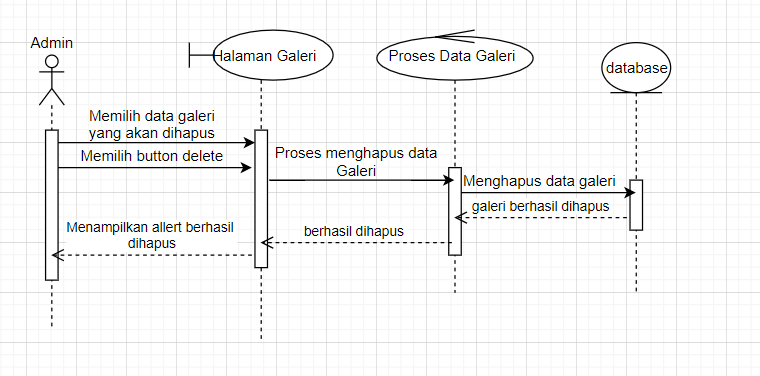 Admin
Halaman Galeri
Proses Data Galeri
database
Memilih data galeri
yang akan dihapus
Memilih button delete
Proses menghapus data
Galeri
Menghapus data galeri
galeri berhasil dihapus
Menampilkan allert berhasil
dihapus
berhasil dihapus